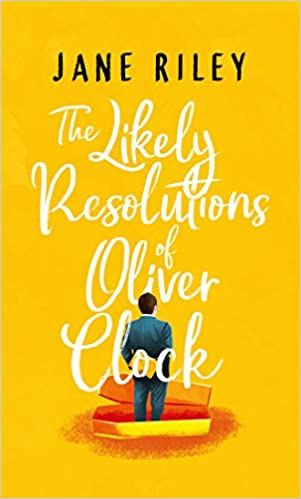 JANE RILEY
The Likely
Resolutions
of
Oliver
Clock